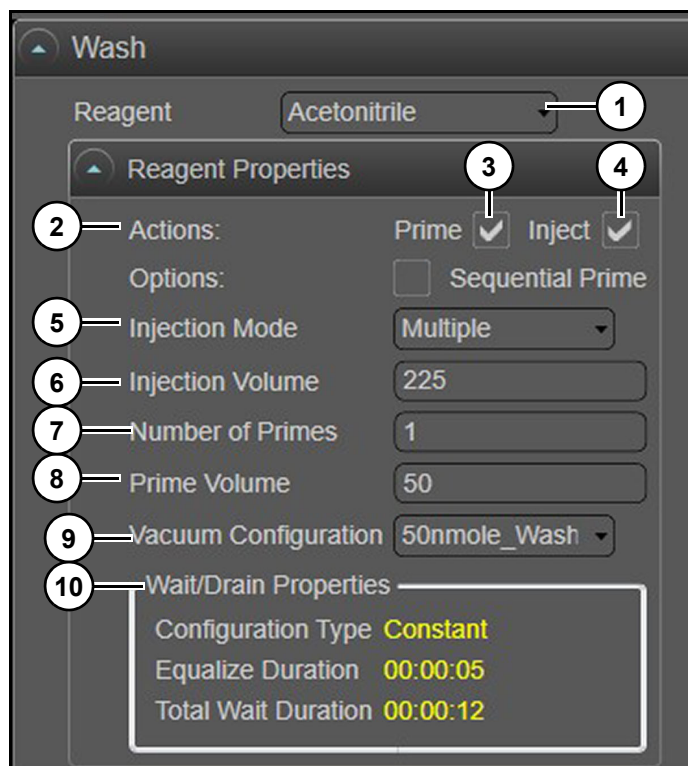 Wash
Reagent Acetonitrile 1
Reagent Properties 3 4
2 Actions: Prime Inject
Options: Sequential Prime
5 Injection Mode Multiple
6 Injection Volume 225
7 Number of Primes 1
8 Prime Volume 50
9 Vacuum Configuration 50nmole_Wash
10 Wait/Drain Properties
Configuration Type Constant
Equalize Duration 00:00:05
Total Wait Duration 00:00:12